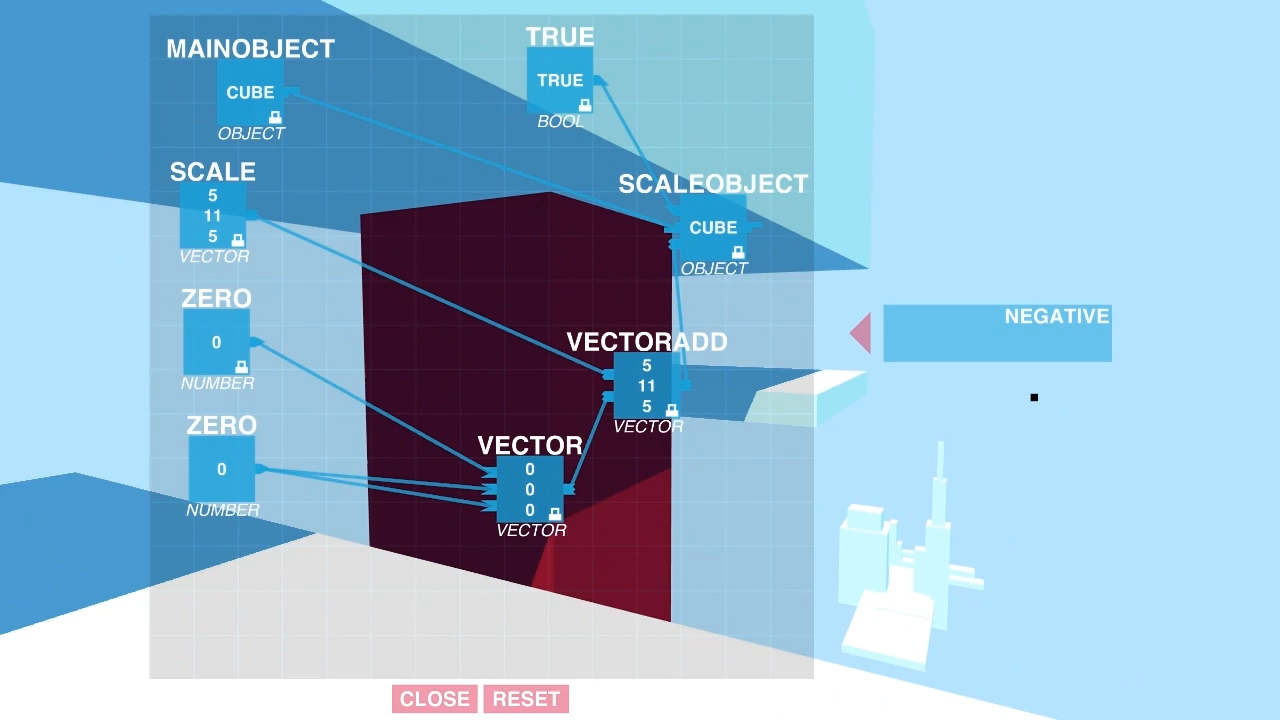 MAINOBJECT
CUBE
OBJECT
TRUE
TRUE
BOOL
SCALE
5
11
5
VECTOR
SCALEOBJECT
CUBE
OBJECT
ZERO
0
NUMBER
NEGATIVE
VECTORADD
5
11
5
VECTOR
ZERO
0
NUMBER
VECTOR
0
0
0
VECTOR
CLOSE
RESET